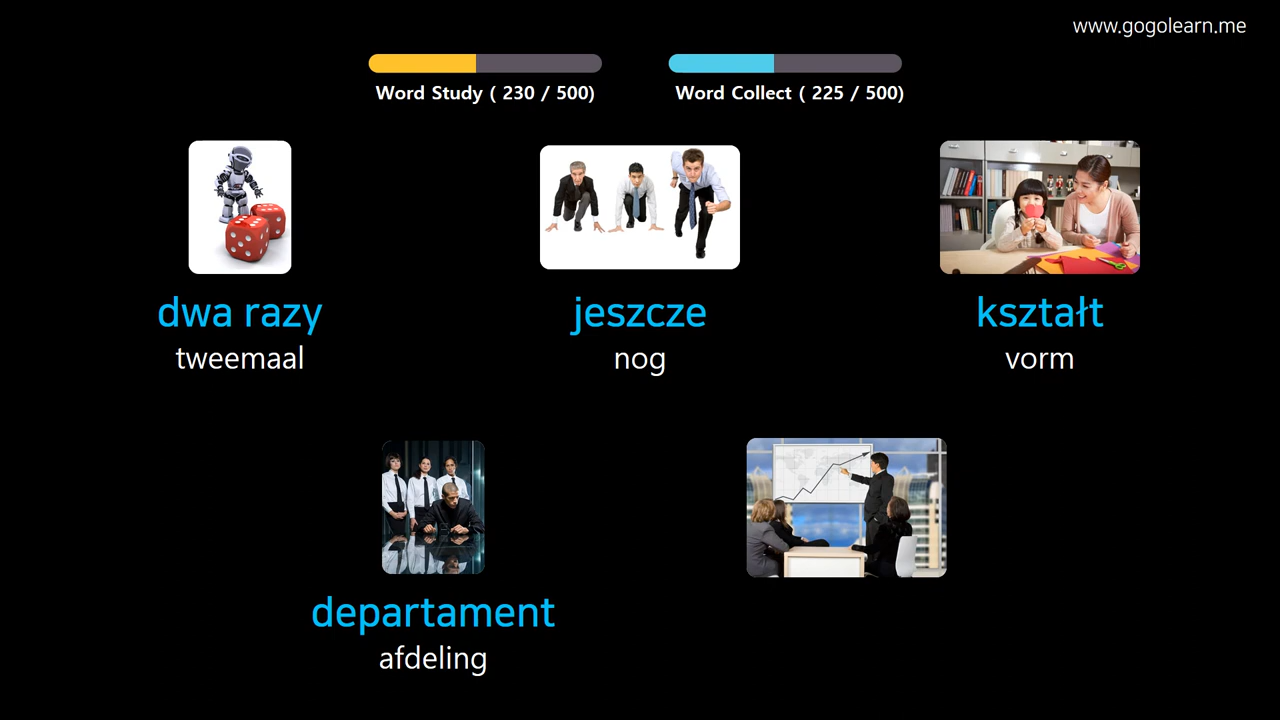 www.gogolearn.me
Word Study ( 230 / 500)
Word Collect ( 225 / 500)
dwa razy
tweemaal
jeszcze
nog
kształt
vorm
departament
afdeling